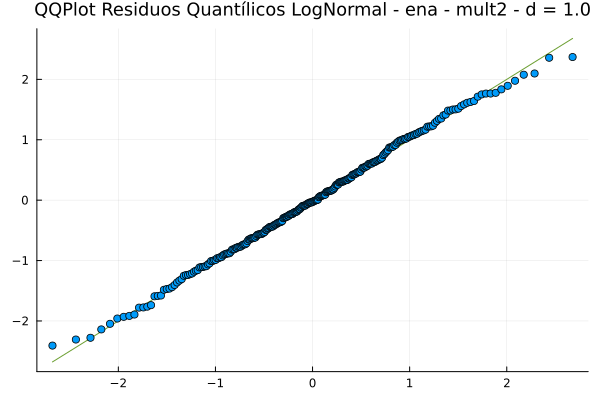 QQPlot Residuos Quantílicos LogNormal - ena - mult2 - d = 1.0
2
1
0
−1
−2
−2 −1 0 1 2